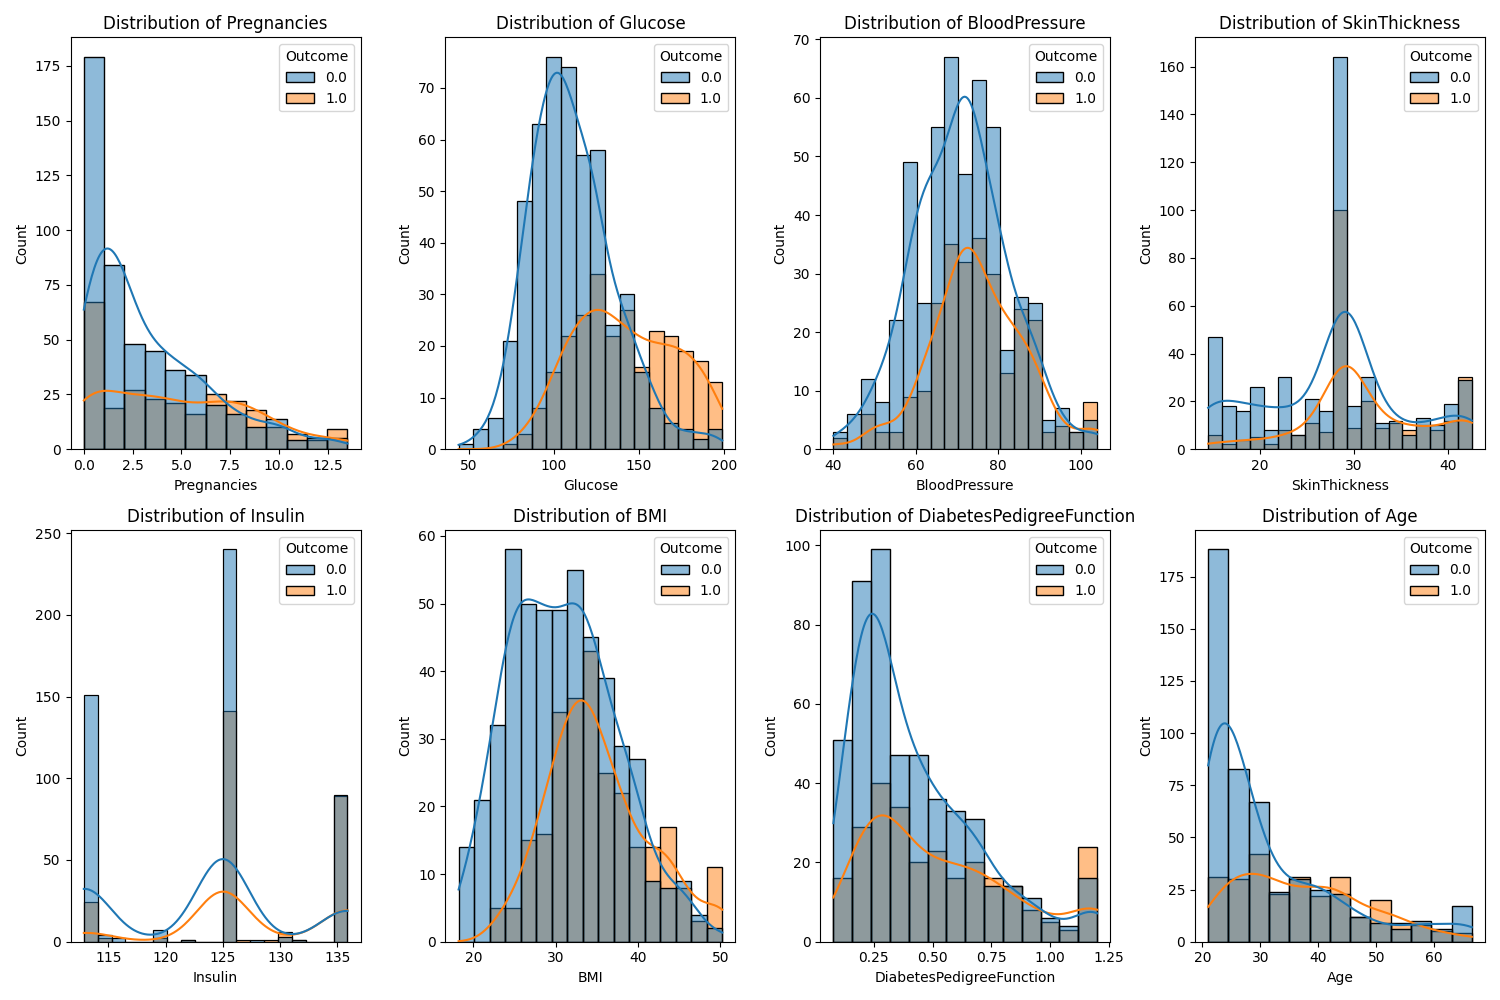 Distribution of Pregnancies
Count
175
150
125
100
75
50
25
0
0.0 2.5 5.0 7.5 10.0 12.5
Pregnancies
Outcome
0.0
1.0
Distribution of Glucose
Count
70
60
50
40
30
20
10
0
50 100 150 200
Glucose
Outcome
0.0
1.0
Distribution of BloodPressure
Count
70
60
50
40
30
20
10
0
40 60 80 100
BloodPressure
Outcome
0.0
1.0
Distribution of SkinThickness
Count
160
140
120
100
80
60
40
20
0
20 30 40
SkinThickness
Outcome
0.0
1.0
Distribution of Insulin
Count
250
200
150
100
50
0
115 120 125 130 135
Insulin
Outcome
0.0
1.0
Distribution of BMI
Count
60
50
40
30
20
10
0
20 30 40 50
BMI
Outcome
0.0
1.0
Distribution of DiabetesPedigreeFunction
Count
100
80
60
40
20
0
0.25 0.50 0.75 1.00 1.25
DiabetesPedigreeFunction
Outcome
0.0
1.0
Distribution of Age
Count
175
150
125
100
75
50
25
0
20 30 40 50 60
Age
Outcome
0.0
1.0